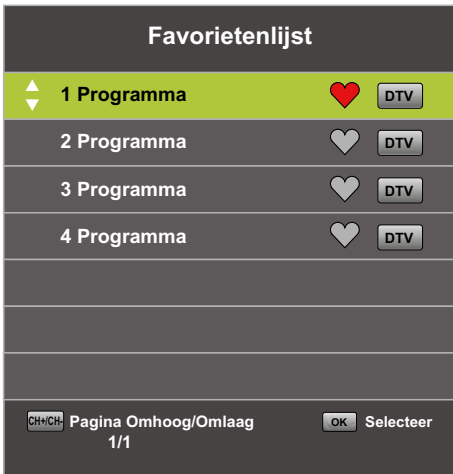 Favorietenlijst
1 Programma DTV
2 Programma DTV
3 Programma DTV
4 Programma DTV
CH+/CH- Pagina Omhoog/Omlaag OK Selecteer
1/1